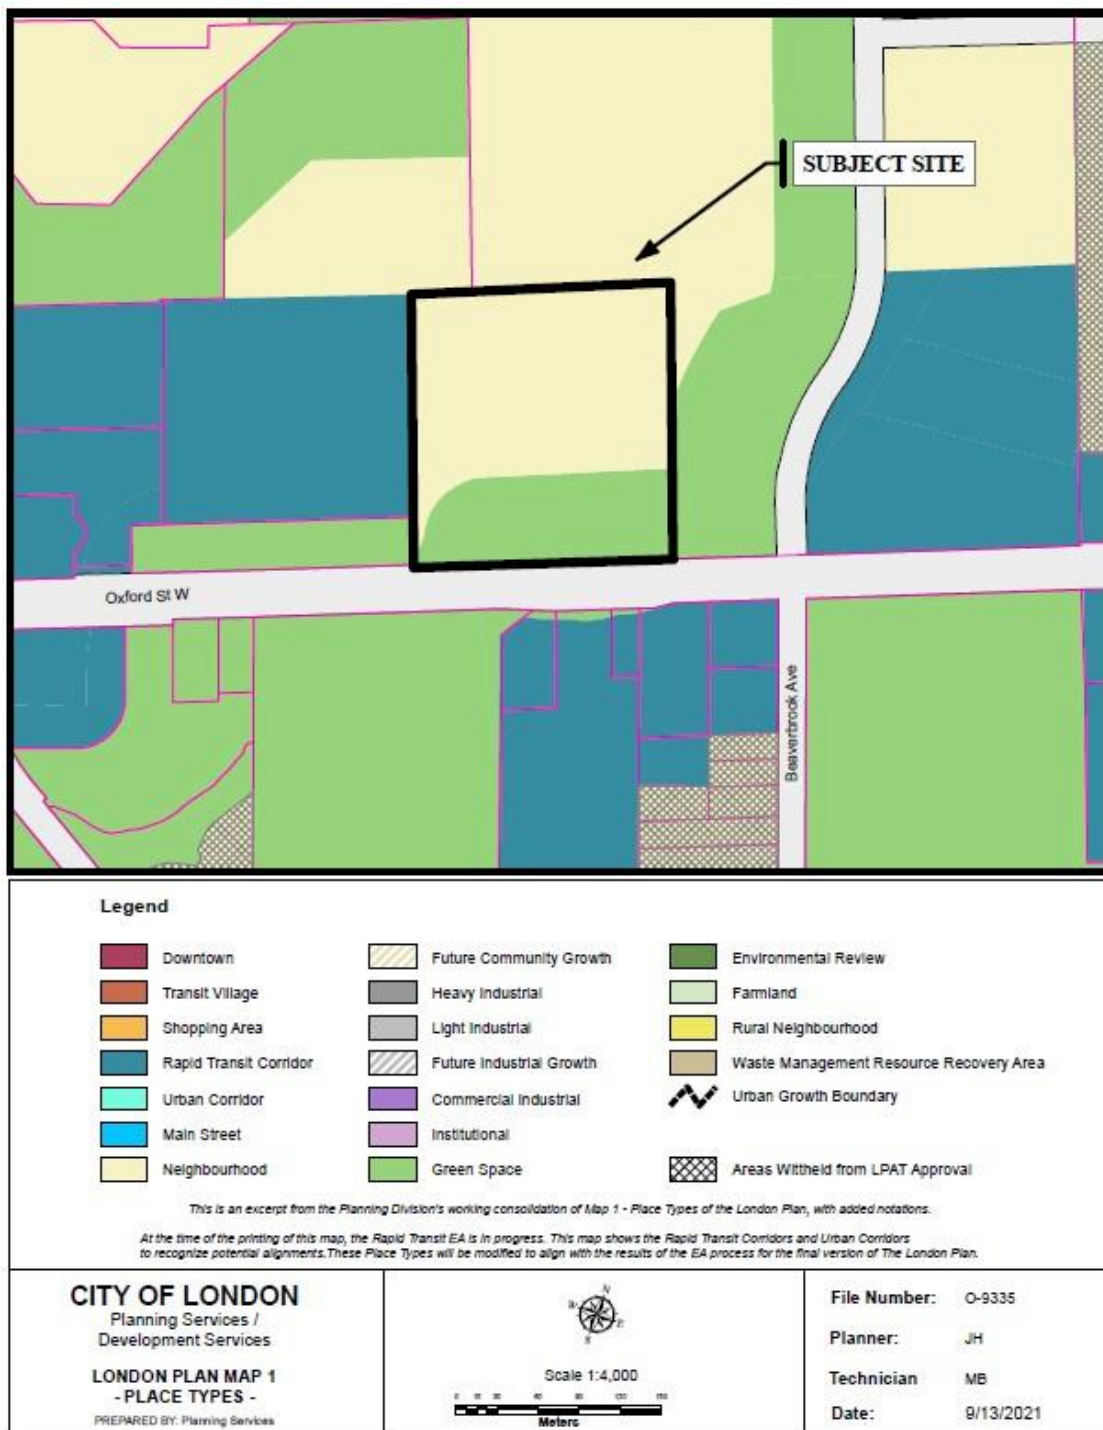 SUBJECT SITE
Oxford St W
Beaverbrook Ave
Legend
Downtown
Transit Village
Shopping Area
Rapid Transit Corridor
Urban Corridor
Main Street
Neighbourhood
Future Community Growth
Heavy Industrial
Light Industrial
Future Industrial Growth
Commercial Industrial
Institutional
Green Space
Environmental Review
Farmland
Rural Neighbourhood
Waste Management Resource Recovery Area
Urban Growth Boundary
Areas Wittheld from LPAT Approval
This is an excerpt from the Planning Division's working consolidation of Map 1 - Place Types of the London Plan, with added notations.
At the time of the printing of this map, the Rapid Transit EA is in progress. This map shows the Rapid Transit Corridors and Urban Corridors
to recognize potential alignments.These Place Types will be modified to align with the results of the EA process for the final version of The London Plan.
CITY OF LONDON
Planning Services /
Development Services
LONDON PLAN MAP 1
- PLACE TYPES -
PREPARED BY: Planning Services
N
W
E
S
Scale 1:4,000
Meters
File Number: O-9335
Planner: JH
Technician MB
Date: 9/13/2021